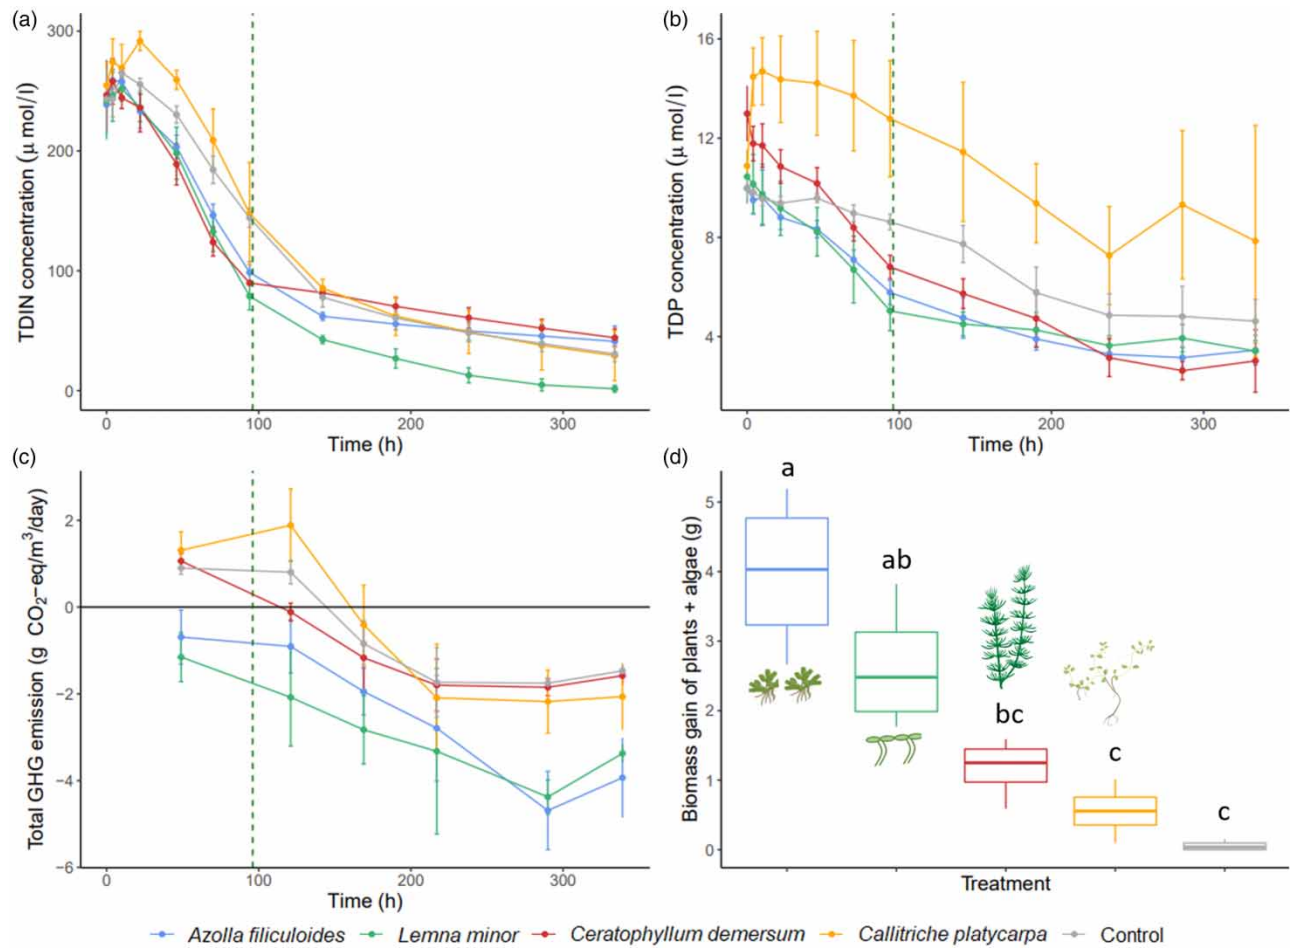 (a)
TDIN concentration (μ mol/l)
300
200
100
0
0 100 200 300
Time (h)
(b)
TDP concentration (μ mol/l)
16
12
8
4
0 100 200 300
Time (h)
(c)
Total GHG emission (g CO₂−eq/m³/day)
2
0
−2
−4
−6
0 100 200 300
Time (h)
(d)
Biomass gain of plants + algae (g)
5
4
3
2
1
0
a
ab
bc
c
c
Treatment
Azolla filiculoides Lemna minor Ceratophyllum demersum Callitriche platycarpa Control